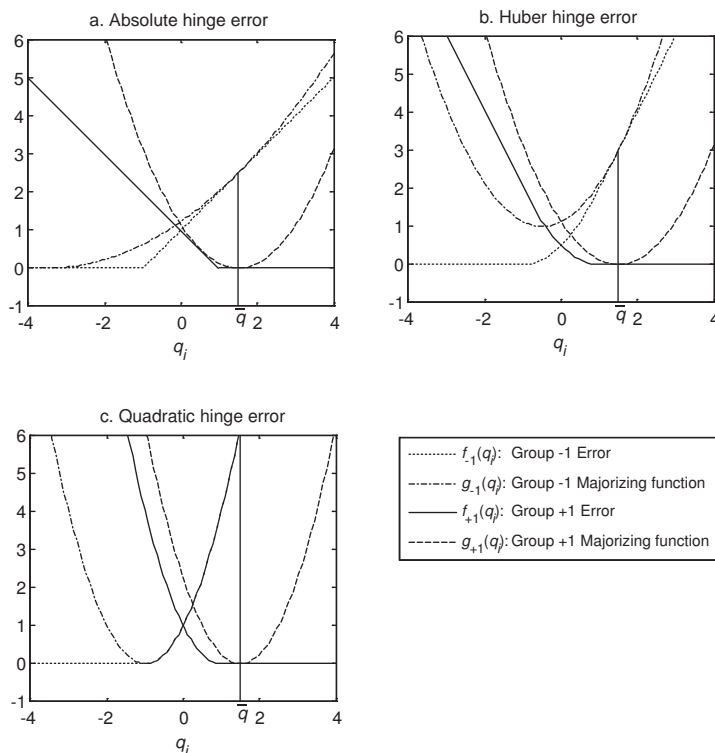 a. Absolute hinge error
6
5
4
3
2
1
0
-1
-4 -2 0 2 4
q̅
q_i
b. Huber hinge error
6
5
4
3
2
1
0
-1
-4 -2 0 2 4
q̅
q_i
c. Quadratic hinge error
6
5
4
3
2
1
0
-1
-4 -2 0 2 4
q̅
q_i
f_-1(q_i): Group -1 Error
g_-1(q_i): Group -1 Majorizing function
f_+1(q_i): Group +1 Error
g_+1(q_i): Group +1 Majorizing function